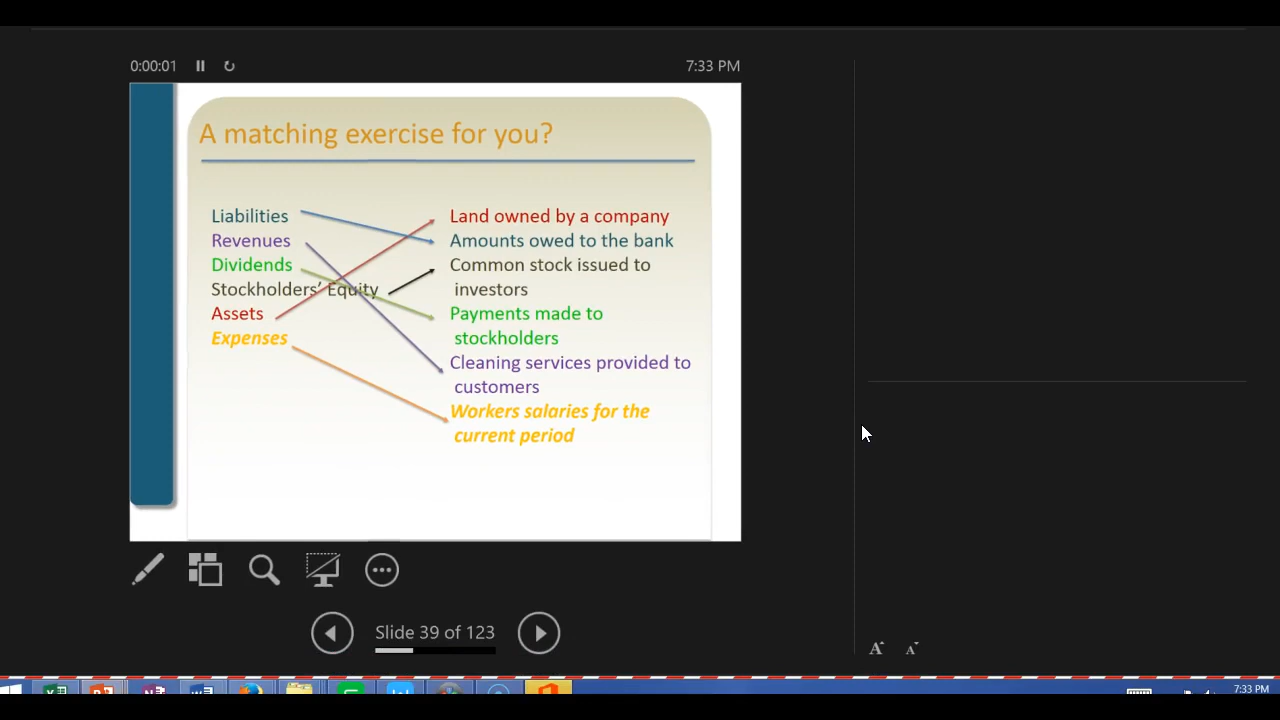 0:00:01
7:33 PM
A matching exercise for you?
Liabilities
Revenues
Dividends
Stockholders’ Equity
Assets
Expenses
Land owned by a company
Amounts owed to the bank
Common stock issued to
investors
Payments made to
stockholders
Cleaning services provided to
customers
Workers salaries for the
current period
Slide 39 of 123
A A
7:33 PM